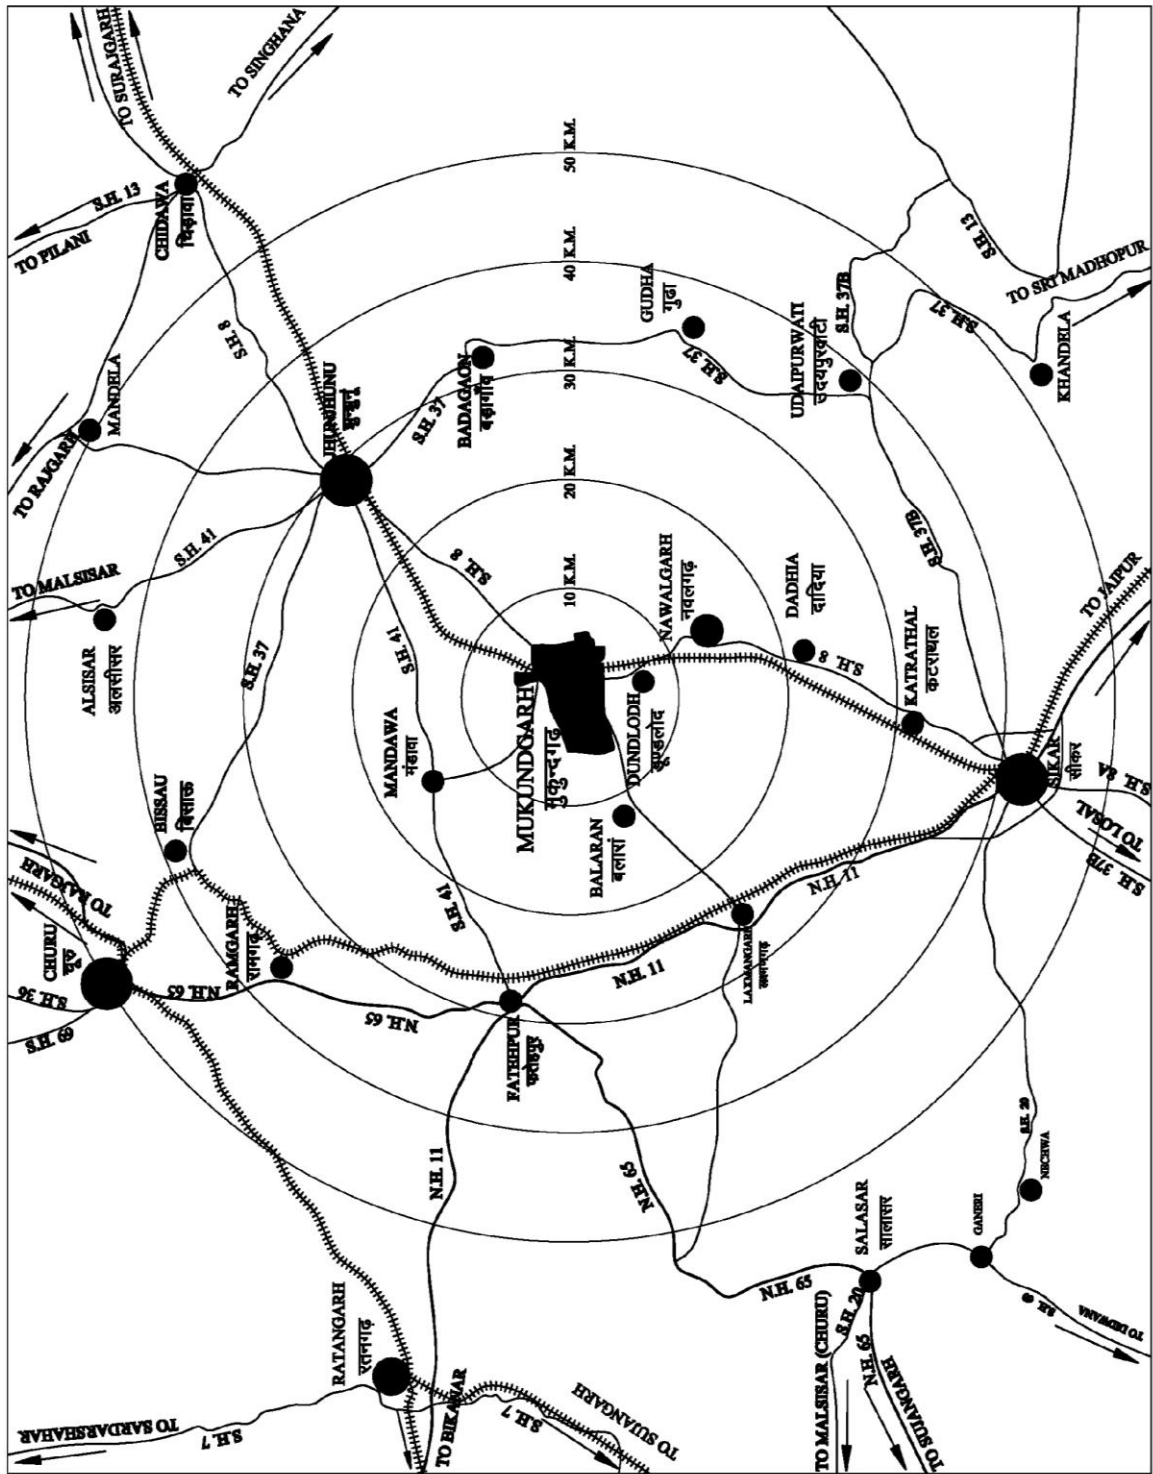 TO SURAJGARH
TO SINGHANA
S.H. 13
TO PILANI
CHIDAWA
चिड़ावा
50 K.M.
40 K.M.
30 K.M.
20 K.M.
10 K.M.
S.H. 13
TO SRI MADHOPUR
S.H. 37
KHANDELA
S.H. 37B
UDAIPURWATI
उदयपुरवाटी
GUDHA
गुढा
S.H. 37
S.H. 8
MANDELA
TO RAJGARH
JHUNJHUNU
झुन्झुनू
BADAGAON
बड़ागाँव
S.H. 37
S.H. 41
TO MALSISAR
ALSISAR
अलसीसर
S.H. 37
S.H. 41
S.H. 8
NAWALGARH
नवलगढ़
DADHIA
दादिया
S.H. 37B
S.H. 8
KATRATHAL
कटराथल
TO JAIPUR
MANDAWA
मंडावा
MUKUNDGARH
मुकुन्दगढ़
DUNDLODH
डूण्डलोद
BALARAN
बलारां
SIKAR
सीकर
S.H. 8A
TO LOSAL
S.H. 37B
BISSAU
बिसाऊ
TO RAJGARH
CHURU
चुरू
RAMGARH
रामगढ़
S.H. 41
N.H. 11
N.H. 11
LAXMANGARH
S.H. 36
S.H. 69
N.H. 65
N.H. 65
FATEHPUR
फतेहपुर
N.H. 11
N.H. 65
S.H. 20
NECHWA
GANERI
SALASAR
सालासर
N.H. 65
S.H. 20
N.H. 65
TO MALSISAR (CHURU)
TO SUJANGARH
TO DIDWANA
RATANGARH
रतनगढ़
TO SARDARSHAHAR
S.H. 7
TO BIKANAR
S.H. 7
TO SUJANGARH